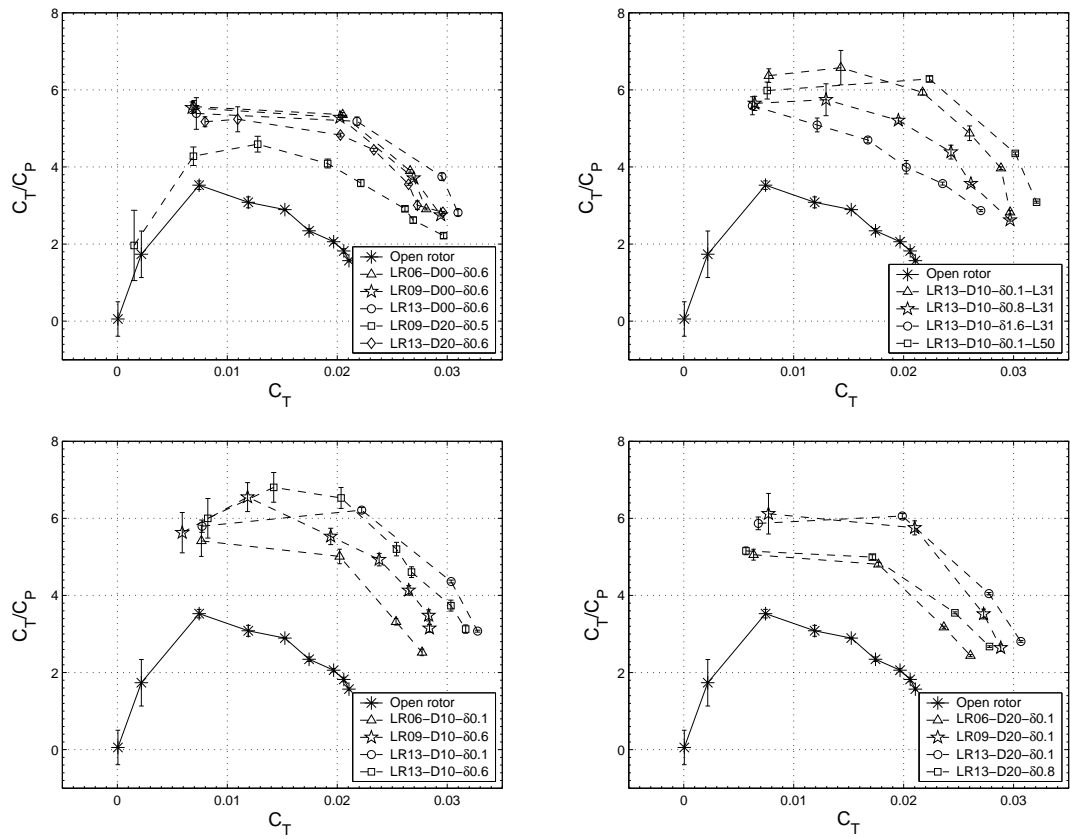 8
6
4
2
0
C_T/C_P
0
0.01
0.02
0.03
C_T
Open rotor
LR06−D00−δ0.6
LR09−D00−δ0.6
LR13−D00−δ0.6
LR09−D20−δ0.5
LR13−D20−δ0.6
8
6
4
2
0
C_T/C_P
0
0.01
0.02
0.03
C_T
Open rotor
LR13−D10−δ0.1−L31
LR13−D10−δ0.8−L31
LR13−D10−δ1.6−L31
LR13−D10−δ0.1−L50
8
6
4
2
0
C_T/C_P
0
0.01
0.02
0.03
C_T
Open rotor
LR06−D10−δ0.1
LR09−D10−δ0.6
LR13−D10−δ0.1
LR13−D10−δ0.6
8
6
4
2
0
C_T/C_P
0
0.01
0.02
0.03
C_T
Open rotor
LR06−D20−δ0.1
LR09−D20−δ0.1
LR13−D20−δ0.1
LR13−D20−δ0.8